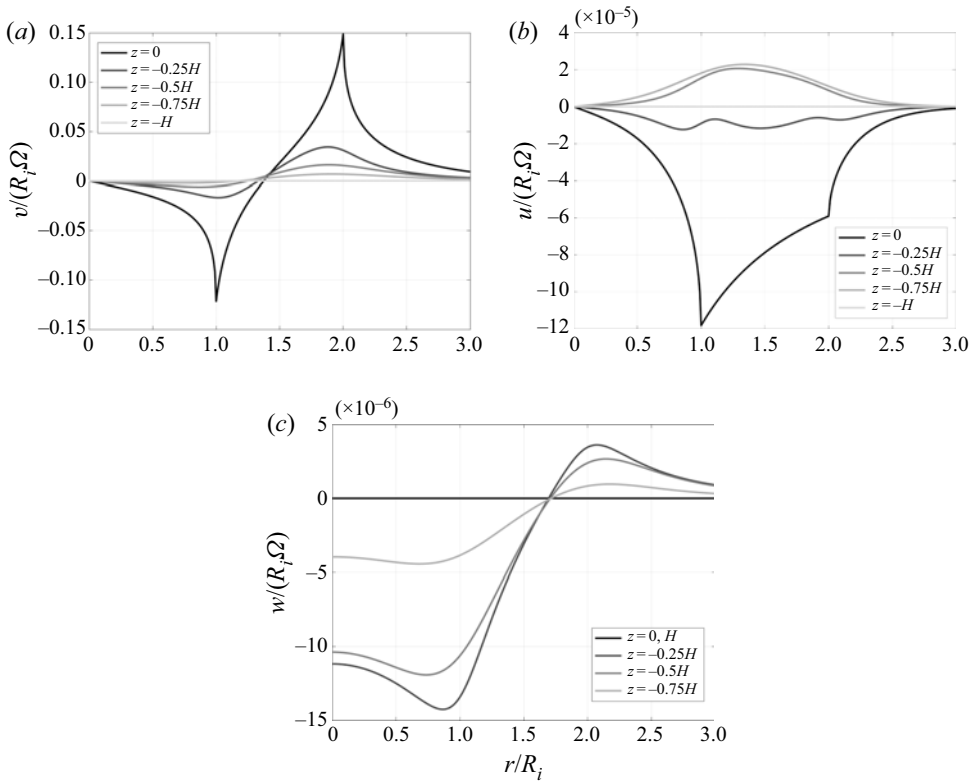 (a)
0.15
0.10
0.05
0
–0.05
–0.10
–0.15
v/(R_iΩ)
z=0
z=–0.25H
z=–0.5H
z=–0.75H
z=–H
0 0.5 1.0 1.5 2.0 2.5 3.0
(b)
(×10⁻⁵)
4
2
0
–2
–4
–6
–8
–10
–12
u/(R_iΩ)
z=0
z=–0.25H
z=–0.5H
z=–0.75H
z=–H
0 0.5 1.0 1.5 2.0 2.5 3.0
(c)
(×10⁻⁶)
5
0
–5
–10
–15
w/(R_iΩ)
z=0, H
z=–0.25H
z=–0.5H
z=–0.75H
0 0.5 1.0 1.5 2.0 2.5 3.0
r/R_i